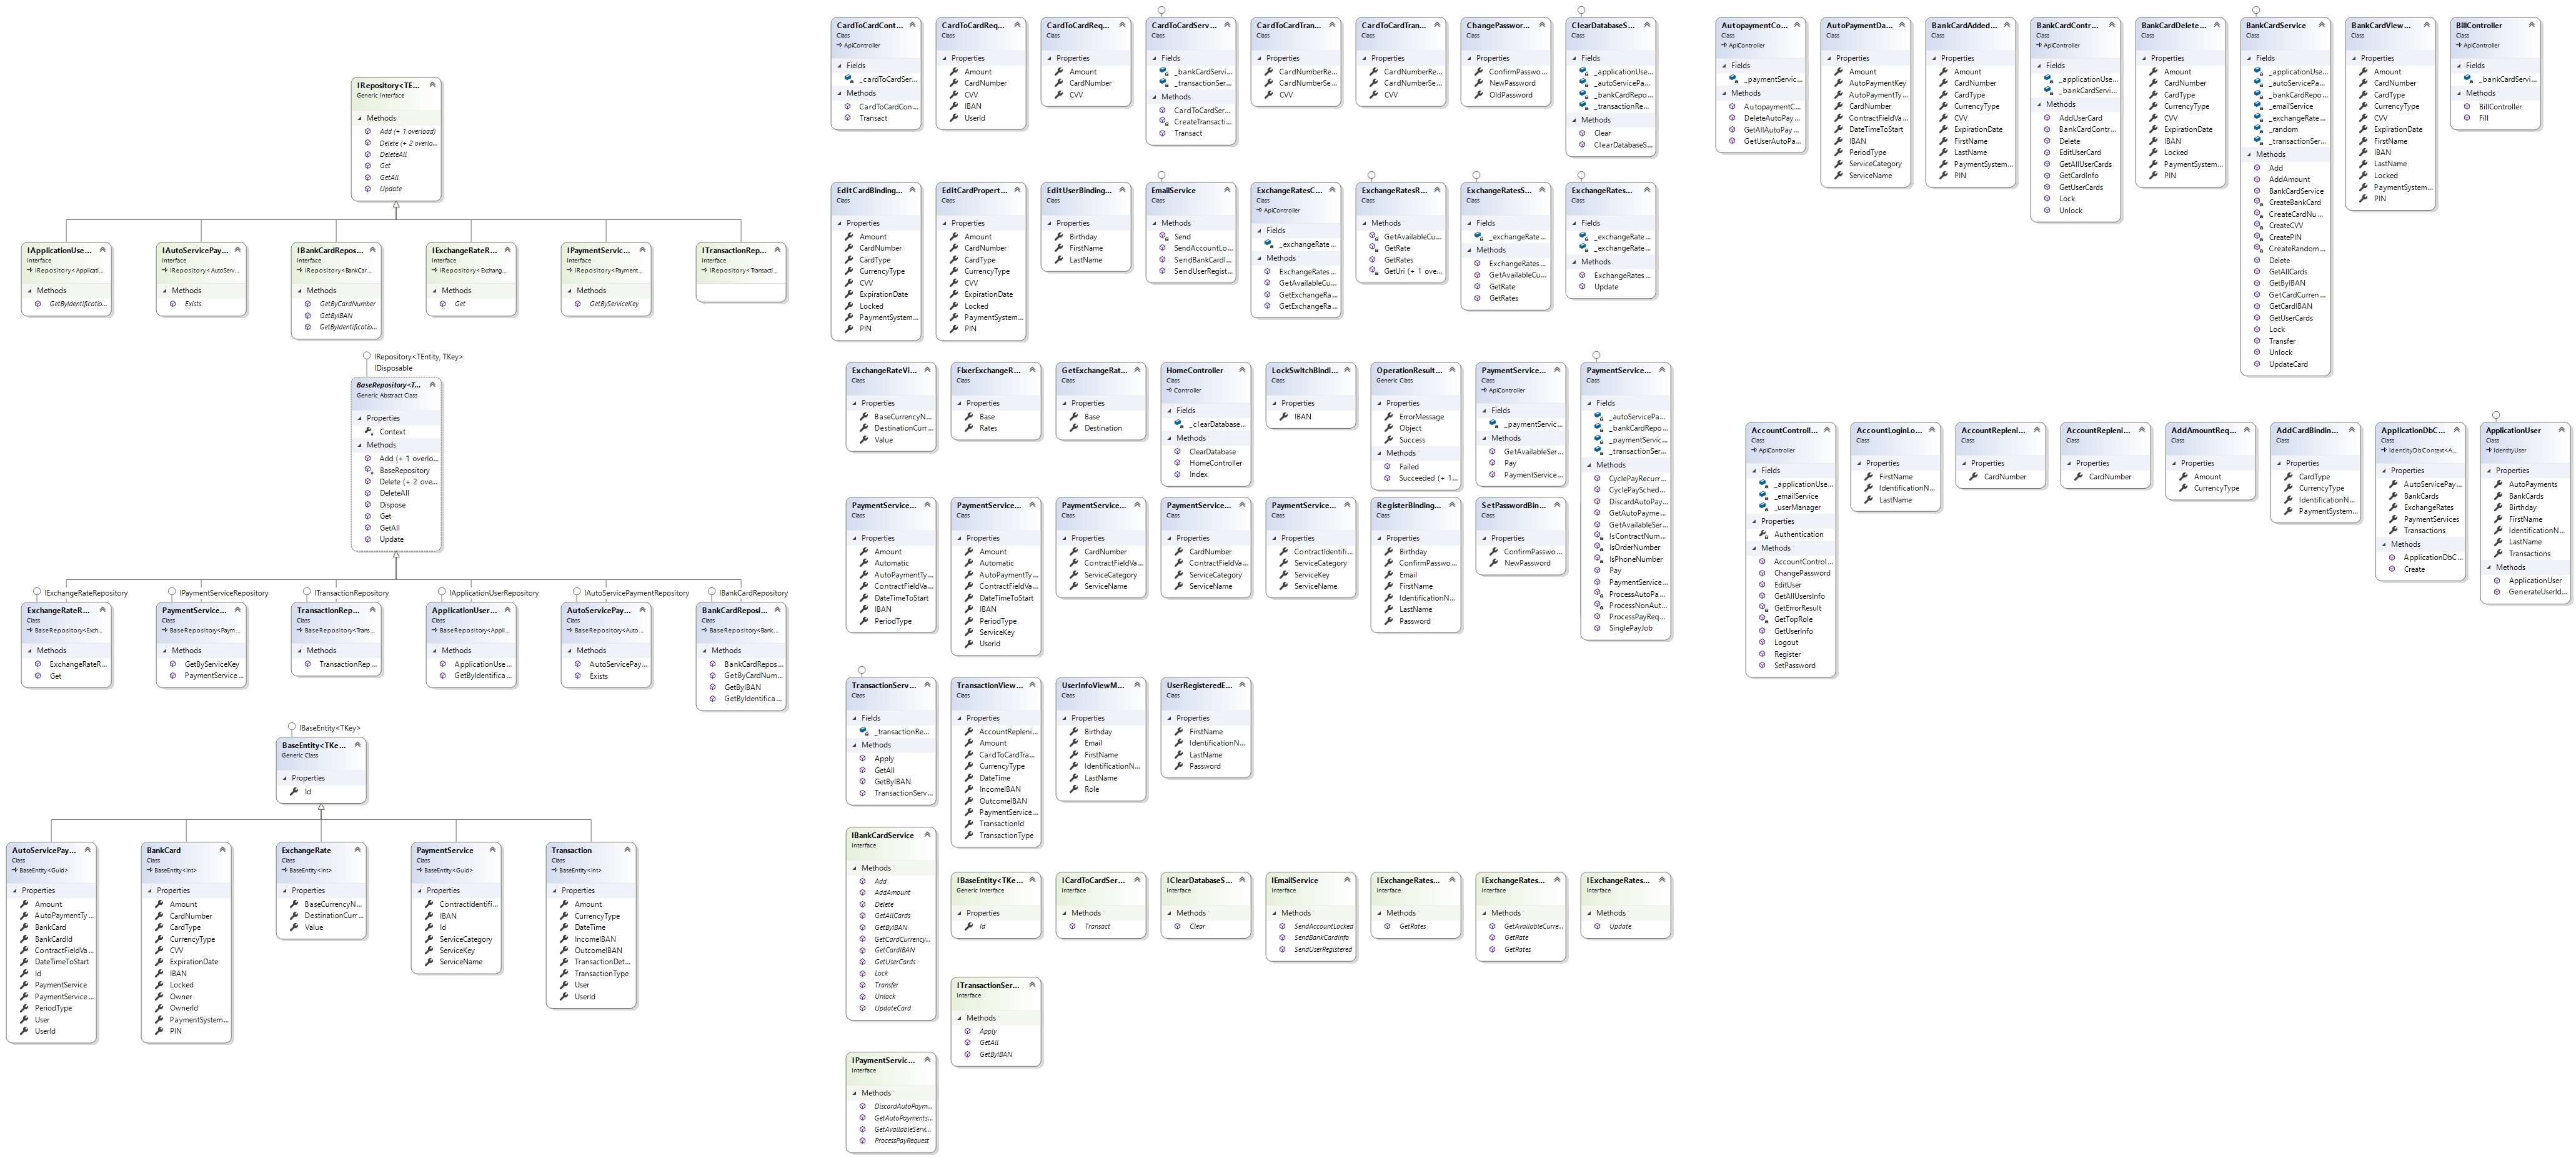 IRepository<TE...
Generic Interface
Methods
Add (+ 1 overload)
Delete (+ 2 overlo...
DeleteAll
Get
GetAll
Update
IApplicationUse...
Interface
IRepository<Applicati...
Methods
GetByIdentificatio...
IAutoServicePay...
Interface
IRepository<AutoServ...
Methods
Exists
IBankCardRepos...
Interface
IRepository<BankCar...
Methods
GetByCardNumber
GetByIBAN
GetByIdentificatio...
IExchangeRateR...
Interface
IRepository<Exchang...
Methods
Get
IPaymentServic...
Interface
IRepository<Payment...
Methods
GetByServiceKey
ITransactionRep...
Interface
IRepository<Transacti...
IRepository<TEntity, TKey>
IDisposable
BaseRepository<T...
Generic Abstract Class
Properties
Context
Methods
Add (+ 1 overlo...
BaseRepository
Delete (+ 2 ove...
DeleteAll
Dispose
Get
GetAll
Update
IExchangeRateRepository
ExchangeRateR...
Class
BaseRepository<Exch...
Methods
ExchangeRateR...
Get
IPaymentServiceRepository
PaymentService...
Class
BaseRepository<Paym...
Methods
GetByServiceKey
PaymentService...
ITransactionRepository
TransactionRep...
Class
BaseRepository<Trans...
Methods
TransactionRep...
IApplicationUserRepository
ApplicationUser...
Class
BaseRepository<Appli...
Methods
ApplicationUse...
GetByIdentifica...
IAutoServicePaymentRepository
AutoServicePay...
Class
BaseRepository<Auto...
Methods
AutoServicePay...
Exists
IBankCardRepository
BankCardReposi...
Class
BaseRepository<Bank...
Methods
BankCardRepos...
GetByCardNum...
GetByIBAN
GetByIdentifica...
IBaseEntity<TKey>
BaseEntity<TKe...
Generic Class
Properties
Id
AutoServicePay...
Class
BaseEntity<Guid>
Properties
Amount
AutoPaymentTy...
BankCard
BankCardId
ContractFieldVa...
DateTimeToStart
Id
PaymentService
PaymentService...
PeriodType
User
UserId
BankCard
Class
BaseEntity<int>
Properties
Amount
CardNumber
CardType
CurrencyType
CVV
ExpirationDate
IBAN
Locked
Owner
OwnerId
PaymentSystem...
PIN
ExchangeRate
Class
BaseEntity<int>
Properties
BaseCurrencyN...
DestinationCurr...
Value
PaymentService
Class
BaseEntity<Guid>
Properties
ContractIdentifi...
IBAN
Id
ServiceCategory
ServiceKey
ServiceName
Transaction
Class
BaseEntity<int>
Properties
Amount
CurrencyType
DateTime
IncomeIBAN
OutcomeIBAN
TransactionDet...
TransactionType
User
UserId
CardToCardCont...
Class
ApiController
Fields
_cardToCardSer...
Methods
CardToCardCon...
Transact
CardToCardReq...
Class
Properties
Amount
CardNumber
CVV
IBAN
UserId
CardToCardReq...
Class
Properties
Amount
CardNumber
CVV
CardToCardServ...
Class
Fields
_bankCardServi...
_transactionSer...
Methods
CardToCardSer...
CreateTransacti...
Transact
CardToCardTran...
Class
Properties
CardNumberRe...
CardNumberSe...
CVV
CardToCardTran...
Class
Properties
CardNumberRe...
CardNumberSe...
CVV
ChangePasswor...
Class
Properties
ConfirmPasswo...
NewPassword
OldPassword
ClearDatabaseS...
Class
Fields
_applicationUse...
_autoServicePa...
_bankCardRepo...
_transactionRe...
Methods
Clear
ClearDatabaseS...
EditCardBinding...
Class
Properties
Amount
CardNumber
CardType
CurrencyType
CVV
ExpirationDate
Locked
PaymentSystem...
PIN
EditCardPropert...
Class
Properties
Amount
CardNumber
CardType
CurrencyType
CVV
ExpirationDate
Locked
PaymentSystem...
PIN
EditUserBinding...
Class
Properties
Birthday
FirstName
LastName
EmailService
Class
Methods
Send
SendAccountLo...
SendBankCardI...
SendUserRegist...
ExchangeRatesC...
Class
ApiController
Fields
_exchangeRate...
Methods
ExchangeRates...
GetAvailableCu...
GetExchangeRa...
GetExchangeRa...
ExchangeRatesR...
Class
Methods
GetAvailableCu...
GetRate
GetRates
GetUri (+ 1 ove...
ExchangeRatesS...
Class
Fields
_exchangeRate...
Methods
ExchangeRates...
GetAvailableCu...
GetRate
GetRates
ExchangeRates...
Class
Fields
_exchangeRate...
_exchangeRate...
Methods
ExchangeRates...
Update
ExchangeRateVi...
Class
Properties
BaseCurrencyN...
DestinationCurr...
Value
FixerExchangeR...
Class
Properties
Base
Rates
GetExchangeRat...
Class
Properties
Base
Destination
HomeController
Class
Controller
Fields
_clearDatabase...
Methods
ClearDatabase
HomeController
Index
LockSwitchBindi...
Class
Properties
IBAN
OperationResult...
Generic Class
Properties
ErrorMessage
Object
Success
Methods
Failed
Succeeded (+ 1...
PaymentService...
Class
ApiController
Fields
_paymentServic...
Methods
GetAvailableSer...
Pay
PaymentService...
PaymentService...
Class
Fields
_autoServicePa...
_bankCardRepo...
_paymentServic...
_transactionSer...
Methods
CyclePayRecurr...
CyclePaySched...
DiscardAutoPay...
GetAutoPayme...
GetAvailableSer...
IsContractNum...
IsOrderNumber
IsPhoneNumber
Pay
PaymentService...
ProcessAutoPa...
ProcessNonAut...
ProcessPayReq...
SinglePayJob
PaymentService...
Class
Properties
Amount
Automatic
AutoPaymentTy...
ContractFieldVa...
DateTimeToStart
IBAN
PeriodType
PaymentService...
Class
Properties
Amount
Automatic
AutoPaymentTy...
ContractFieldVa...
DateTimeToStart
IBAN
PeriodType
ServiceKey
UserId
PaymentService...
Class
Properties
CardNumber
ContractFieldVa...
ServiceCategory
ServiceName
PaymentService...
Class
Properties
CardNumber
ContractFieldVa...
ServiceCategory
ServiceName
PaymentService...
Class
Properties
ContractIdentifi...
ServiceCategory
ServiceKey
ServiceName
RegisterBinding...
Class
Properties
Birthday
ConfirmPasswo...
Email
FirstName
IdentificationN...
LastName
Password
SetPasswordBin...
Class
Properties
ConfirmPasswo...
NewPassword
TransactionServ...
Class
Fields
_transactionRe...
Methods
Apply
GetAll
GetByIBAN
TransactionServ...
TransactionView...
Class
Properties
AccountRepleni...
Amount
CardToCardTra...
CurrencyType
DateTime
IncomeIBAN
OutcomeIBAN
PaymentService...
TransactionId
TransactionType
UserInfoViewM...
Class
Properties
Birthday
Email
FirstName
IdentificationN...
LastName
Role
UserRegisteredE...
Class
Properties
FirstName
IdentificationN...
LastName
Password
IBankCardService
Interface
Methods
Add
AddAmount
Delete
GetAllCards
GetByIBAN
GetCardCurrency...
GetCardIBAN
GetUserCards
Lock
Transfer
Unlock
UpdateCard
IBaseEntity<TKe...
Generic Interface
Properties
Id
ICardToCardSer...
Interface
Methods
Transact
IClearDatabaseS...
Interface
Methods
Clear
IEmailService
Interface
Methods
SendAccountLocked
SendBankCardInfo
SendUserRegistered
IExchangeRates...
Interface
Methods
GetRates
IExchangeRates...
Interface
Methods
GetAvailableCurre...
GetRate
GetRates
IExchangeRates...
Interface
Methods
Update
ITransactionSer...
Interface
Methods
Apply
GetAll
GetByIBAN
IPaymentServic...
Interface
Methods
DiscardAutoPaym...
GetAutoPayments...
GetAvailableServi...
ProcessPayRequest
AutopaymentCo...
Class
ApiController
Fields
_paymentServic...
Methods
AutopaymentC...
DeleteAutoPay...
GetAllAutoPay...
GetUserAutoPa...
AutoPaymentDa...
Class
Properties
Amount
AutoPaymentKey
AutoPaymentTy...
CardNumber
ContractFieldVa...
DateTimeToStart
IBAN
PeriodType
ServiceCategory
ServiceName
BankCardAdded...
Class
Properties
Amount
CardNumber
CardType
CurrencyType
CVV
ExpirationDate
FirstName
LastName
PaymentSystem...
PIN
BankCardContr...
Class
ApiController
Fields
_applicationUse...
_bankCardServi...
Methods
AddUserCard
BankCardContr...
Delete
EditUserCard
GetAllUserCards
GetCardInfo
GetUserCards
Lock
Unlock
BankCardDelete...
Class
Properties
Amount
CardNumber
CardType
CurrencyType
CVV
ExpirationDate
IBAN
Locked
PaymentSystem...
PIN
BankCardService
Class
Fields
_applicationUse...
_autoServicePa...
_bankCardRepo...
_emailService
_exchangeRate...
_random
_transactionSer...
Methods
Add
AddAmount
BankCardService
CreateBankCard
CreateCardNu...
CreateCVV
CreatePIN
CreateRandom...
Delete
GetAllCards
GetByIBAN
GetCardCurren...
GetCardIBAN
GetUserCards
Lock
Transfer
Unlock
UpdateCard
BankCardView...
Class
Properties
Amount
CardNumber
CardType
CurrencyType
CVV
ExpirationDate
FirstName
IBAN
LastName
Locked
PaymentSystem...
PIN
BillController
Class
ApiController
Fields
_bankCardServi...
Methods
BillController
Fill
AccountControll...
Class
ApiController
Fields
_applicationUse...
_emailService
_userManager
Properties
Authentication
Methods
AccountControl...
ChangePassword
EditUser
GetAllUsersInfo
GetErrorResult
GetTopRole
GetUserInfo
Logout
Register
SetPassword
AccountLoginLo...
Class
Properties
FirstName
IdentificationN...
LastName
AccountRepleni...
Class
Properties
CardNumber
AccountRepleni...
Class
Properties
CardNumber
AddAmountReq...
Class
Properties
Amount
CurrencyType
AddCardBindin...
Class
Properties
CardType
CurrencyType
IdentificationN...
PaymentSystem...
ApplicationDbC...
Class
IdentityDbContext<A...
Properties
AutoServicePay...
BankCards
ExchangeRates
PaymentServices
Transactions
Methods
ApplicationDbC...
Create
ApplicationUser
Class
IdentityUser
Properties
AutoPayments
BankCards
Birthday
FirstName
IdentificationN...
LastName
Transactions
Methods
ApplicationUser
GenerateUserId...